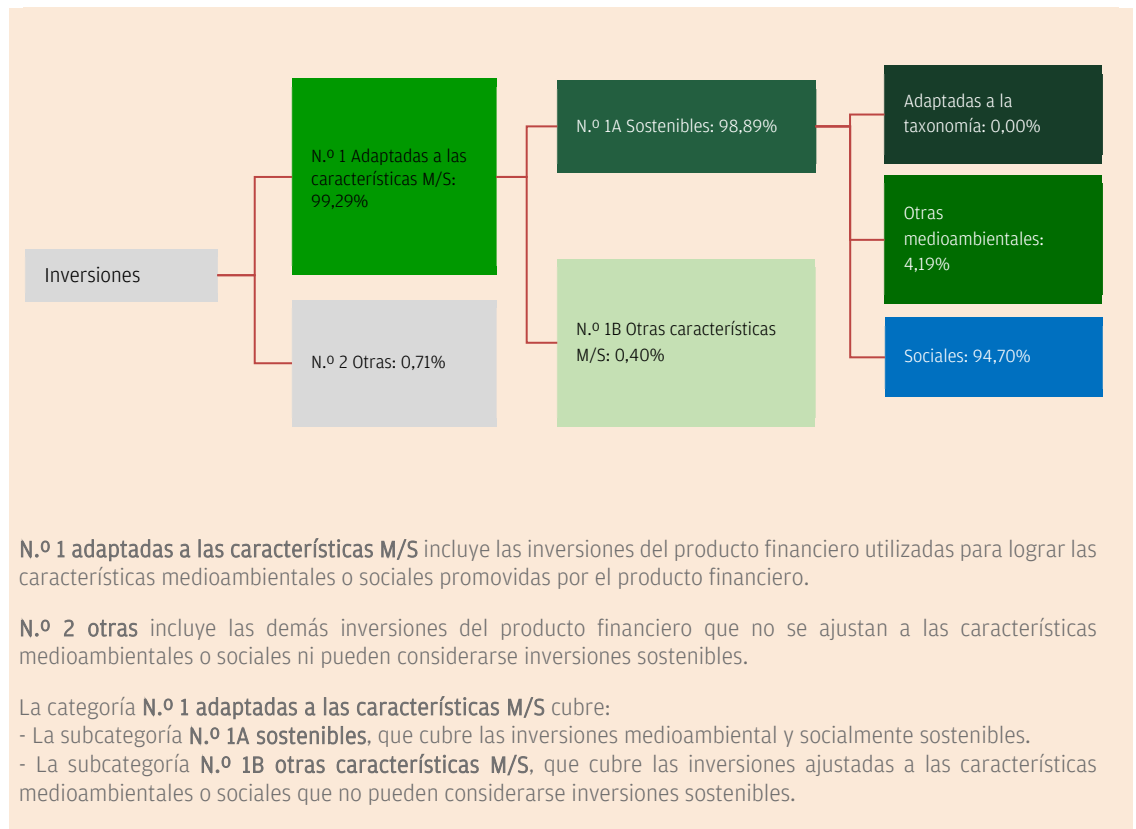 Inversiones
N.º 1 Adaptadas a las
características M/S:
99,29%
N.º 2 Otras: 0,71%
N.º 1A Sostenibles: 98,89%
N.º 1B Otras características
M/S: 0,40%
Adaptadas a la
taxonomía: 0,00%
Otras
medioambientales:
4,19%
Sociales: 94,70%
N.º 1 adaptadas a las características M/S incluye las inversiones del producto financiero utilizadas para lograr las
características medioambientales o sociales promovidas por el producto financiero.
N.º 2 otras incluye las demás inversiones del producto financiero que no se ajustan a las características
medioambientales o sociales ni pueden considerarse inversiones sostenibles.
La categoría N.º 1 adaptadas a las características M/S cubre:
- La subcategoría N.º 1A sostenibles, que cubre las inversiones medioambiental y socialmente sostenibles.
- La subcategoría N.º 1B otras características M/S, que cubre las inversiones ajustadas a las características
medioambientales o sociales que no pueden considerarse inversiones sostenibles.